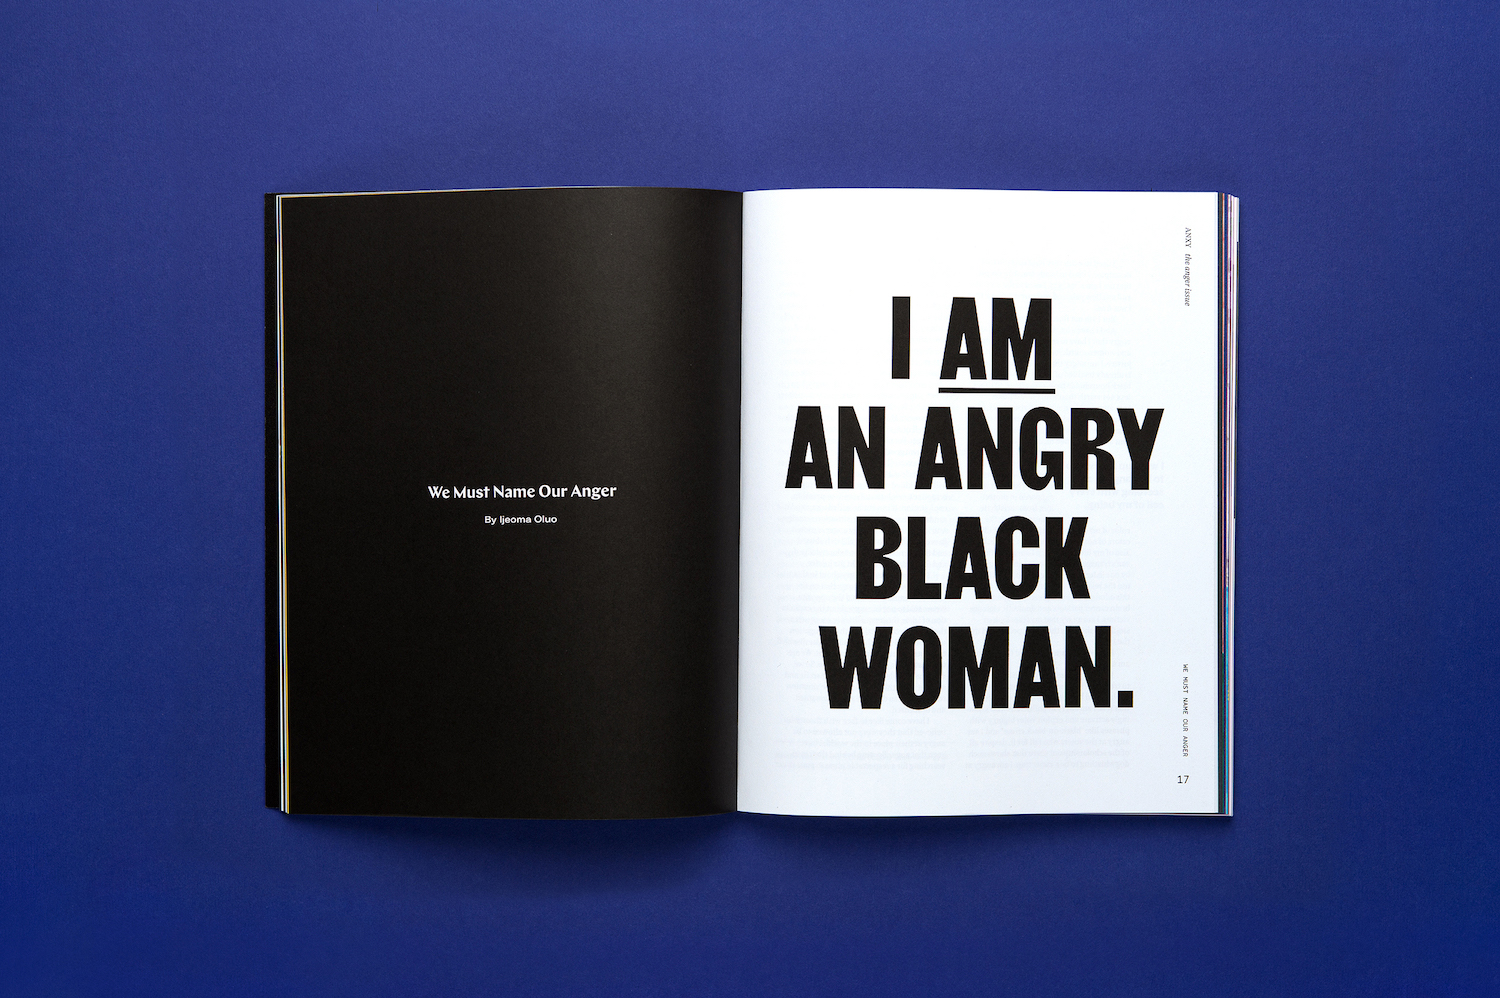 We Must Name Our Anger
By Ijeoma Oluo
ANXY the anger issue
I AM
AN ANGRY
BLACK
WOMAN.
WE MUST NAME OUR ANGER
17